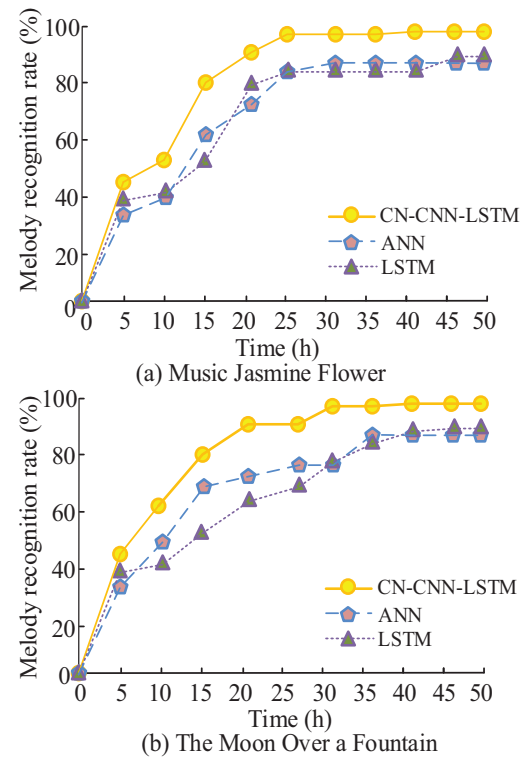 Melody recognition rate (%)
100
80
60
40
20
0
0 5 10 15 20 25 30 35 40 45 50
CN-CNN-LSTM
ANN
LSTM
Time (h)
(a) Music Jasmine Flower
Melody recognition rate (%)
100
80
60
40
20
0
0 5 10 15 20 25 30 35 40 45 50
CN-CNN-LSTM
ANN
LSTM
Time (h)
(b) The Moon Over a Fountain